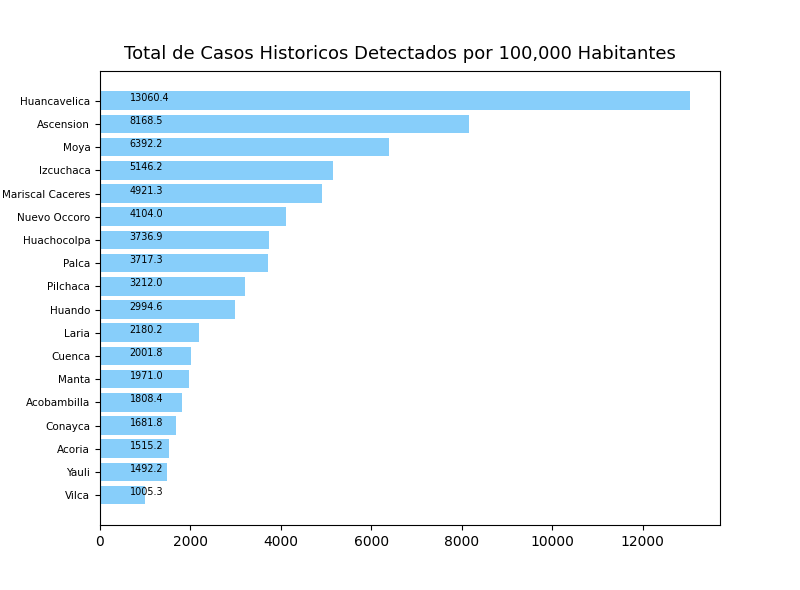 Total de Casos Historicos Detectados por 100,000 Habitantes
Huancavelica 13060.4
Ascension 8168.5
Moya 6392.2
Izcuchaca 5146.2
Mariscal Caceres 4921.3
Nuevo Occoro 4104.0
Huachocolpa 3736.9
Palca 3717.3
Pilchaca 3212.0
Huando 2994.6
Laria 2180.2
Cuenca 2001.8
Manta 1971.0
Acobambilla 1808.4
Conayca 1681.8
Acoria 1515.2
Yauli 1492.2
Vilca 1005.3
0 2000 4000 6000 8000 10000 12000